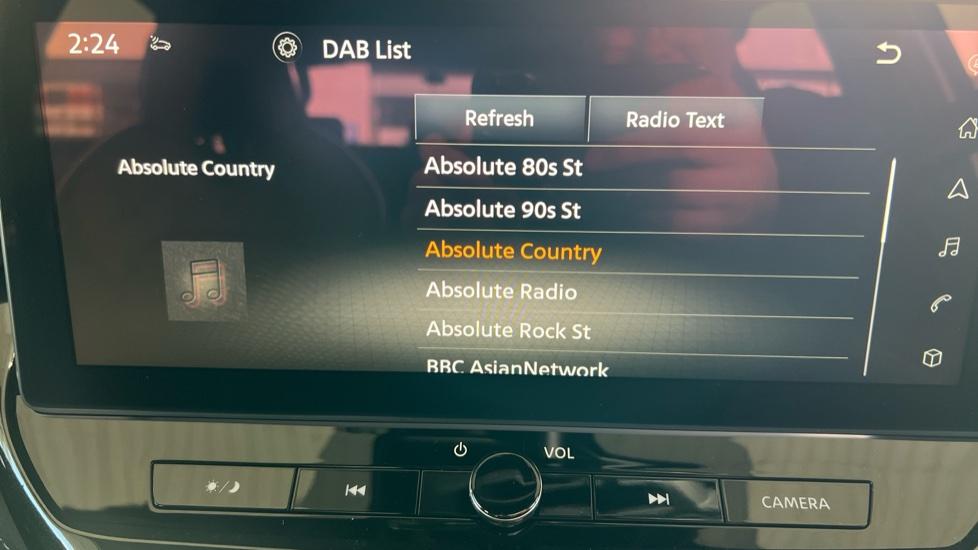 2:24
DAB List
Refresh
Radio Text
Absolute Country
Absolute 80s St
Absolute 90s St
Absolute Country
Absolute Radio
Absolute Rock St
BBC AsianNetwork
VOL
CAMERA